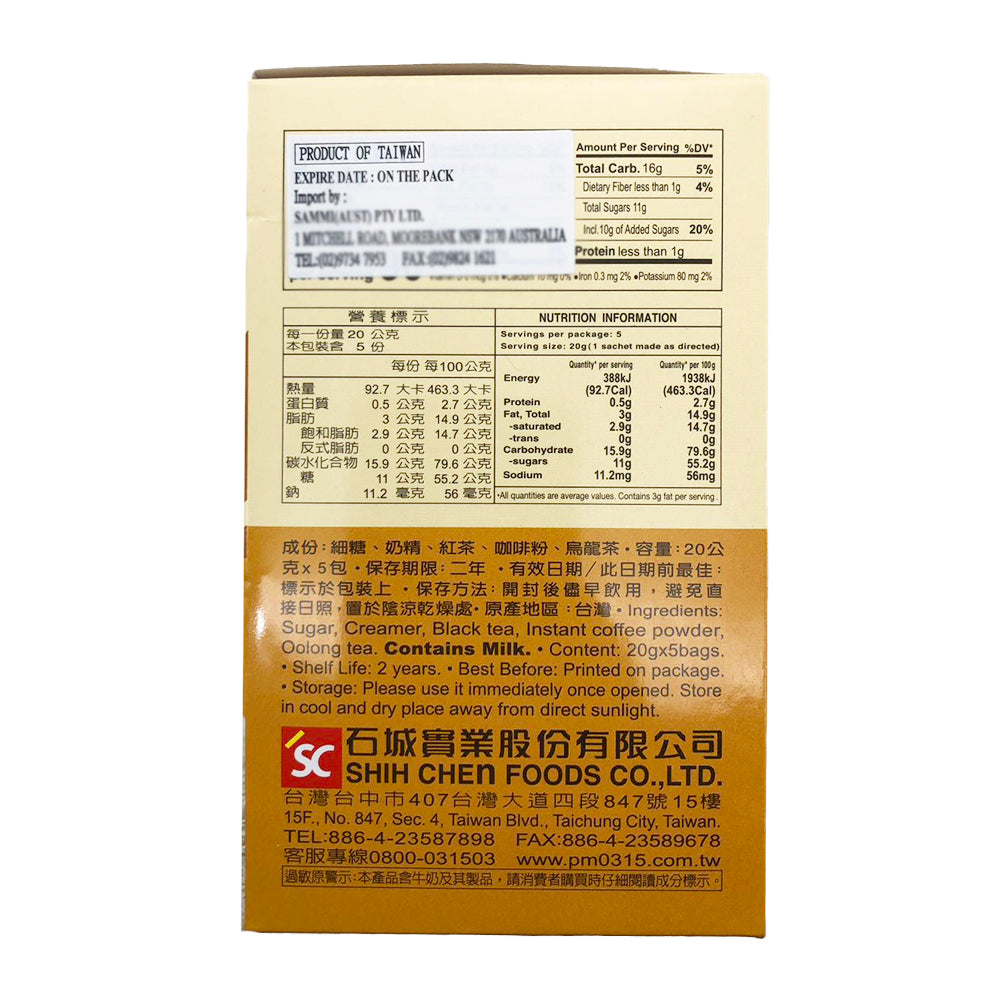 PRODUCT OF TAIWAN
EXPIRE DATE : ON THE PACK
Import by :
SAMMI(AUST) PTY LTD.
1 MITCHELL ROAD, MOOREBANK NSW 2170 AUSTRALIA
TEL:(02)9734 7953 FAX:(02)9824 1621
Amount Per Serving %DV*
Total Carb. 16g 5%
Dietary Fiber less than 1g 4%
Total Sugars 11g
Incl.10g of Added Sugars 20%
Protein less than 1g
per serving •Calcium 10 mg 0% •Iron 0.3 mg 2% •Potassium 80 mg 2%
營養標示
每一份量 20 公克
本包裝含 5 份
每份 每100公克
熱量 92.7 大卡 463.3 大卡
蛋白質 0.5 公克 2.7 公克
脂肪 3 公克 14.9 公克
飽和脂肪 2.9 公克 14.7 公克
反式脂肪 0 公克 0 公克
碳水化合物 15.9 公克 79.6 公克
糖 11 公克 55.2 公克
鈉 11.2 毫克 56 毫克
NUTRITION INFORMATION
Servings per package: 5
Serving size: 20g(1 sachet made as directed)
Quantity* per serving Quantity* per 100g
Energy 388kJ 1938kJ
(92.7Cal) (463.3Cal)
Protein 0.5g 2.7g
Fat, Total 3g 14.9g
-saturated 2.9g 14.7g
-trans 0g 0g
Carbohydrate 15.9g 79.6g
-sugars 11g 55.2g
Sodium 11.2mg 56mg
*All quantities are average values. Contains 3g fat per serving.
成份:細糖、奶精、紅茶、咖啡粉、烏龍茶•容量:20公
克x5包•保存期限:二年 •有效日期/此日期前最佳:
標示於包裝上 •保存方法:開封後儘早飲用,避免直
接日照,置於陰涼乾燥處•原產地區:台灣• Ingredients:
Sugar, Creamer, Black tea, Instant coffee powder,
Oolong tea. Contains Milk. • Content: 20gx5bags.
• Shelf Life: 2 years. • Best Before: Printed on package.
• Storage: Please use it immediately once opened. Store
in cool and dry place away from direct sunlight.
SC 石城實業股份有限公司
SHIH CHEn FOODS CO.,LTD.
台灣台中市407台灣大道四段847號15樓
15F., No. 847, Sec. 4, Taiwan Blvd., Taichung City, Taiwan.
TEL:886-4-23587898 FAX:886-4-23589678
客服專線0800-031503 www.pm0315.com.tw
過敏原警示:本產品含牛奶及其製品,請消費者購買時仔細閱讀成分標示。